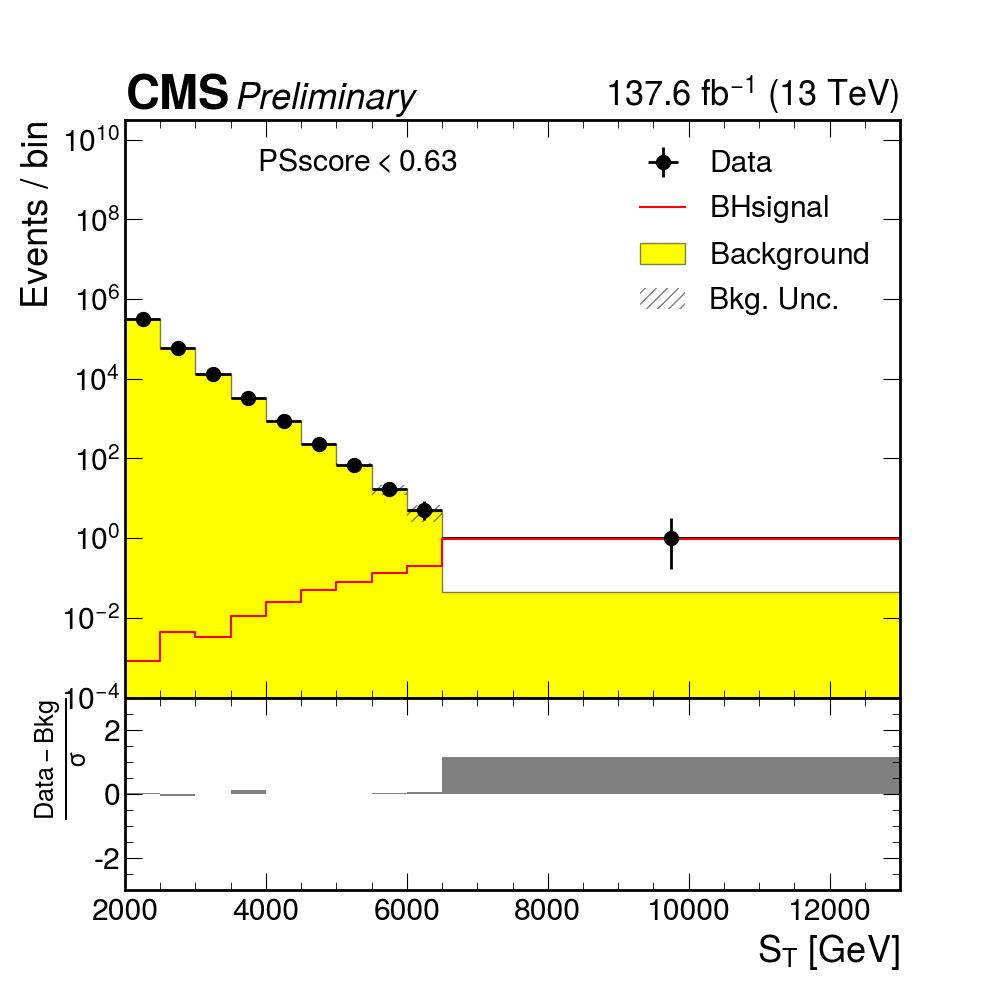 CMS Preliminary 137.6 fb⁻¹ (13 TeV)
Events / bin
10¹⁰
10⁸
10⁶
10⁴
10²
10⁰
10⁻²
10⁻⁴
PSscore < 0.63
Data
BHsignal
Background
Bkg. Unc.
Data – Bkg
σ
2
0
-2
2000 4000 6000 8000 10000 12000
S_T [GeV]